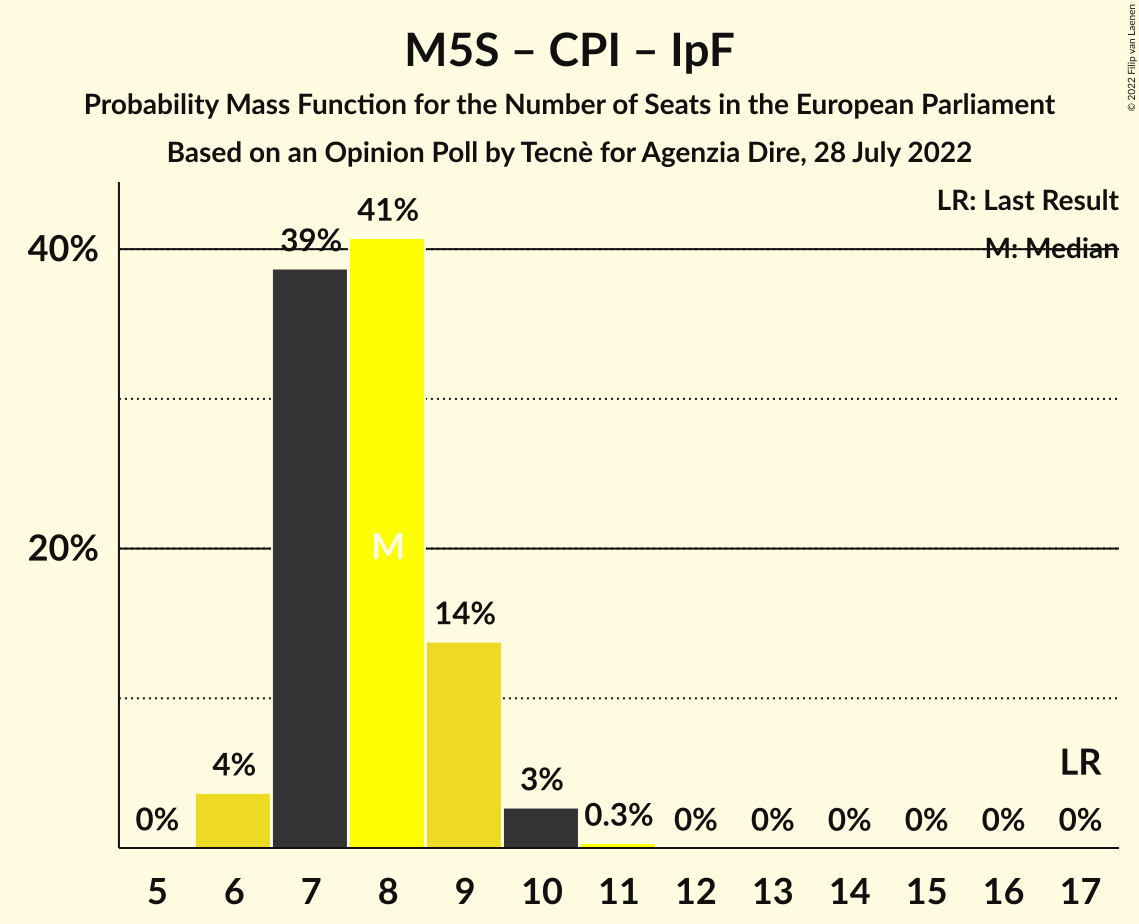 M5S – CPI – IpF
Probability Mass Function for the Number of Seats in the European Parliament
Based on an Opinion Poll by Tecnè for Agenzia Dire, 28 July 2022
© 2022 Filip van Laenen
LR: Last Result
M: Median
40%
20%
0%
4%
39%
41%
M
14%
3%
0.3%
0%
0%
0%
0%
0%
LR
0%
5 6 7 8 9 10 11 12 13 14 15 16 17